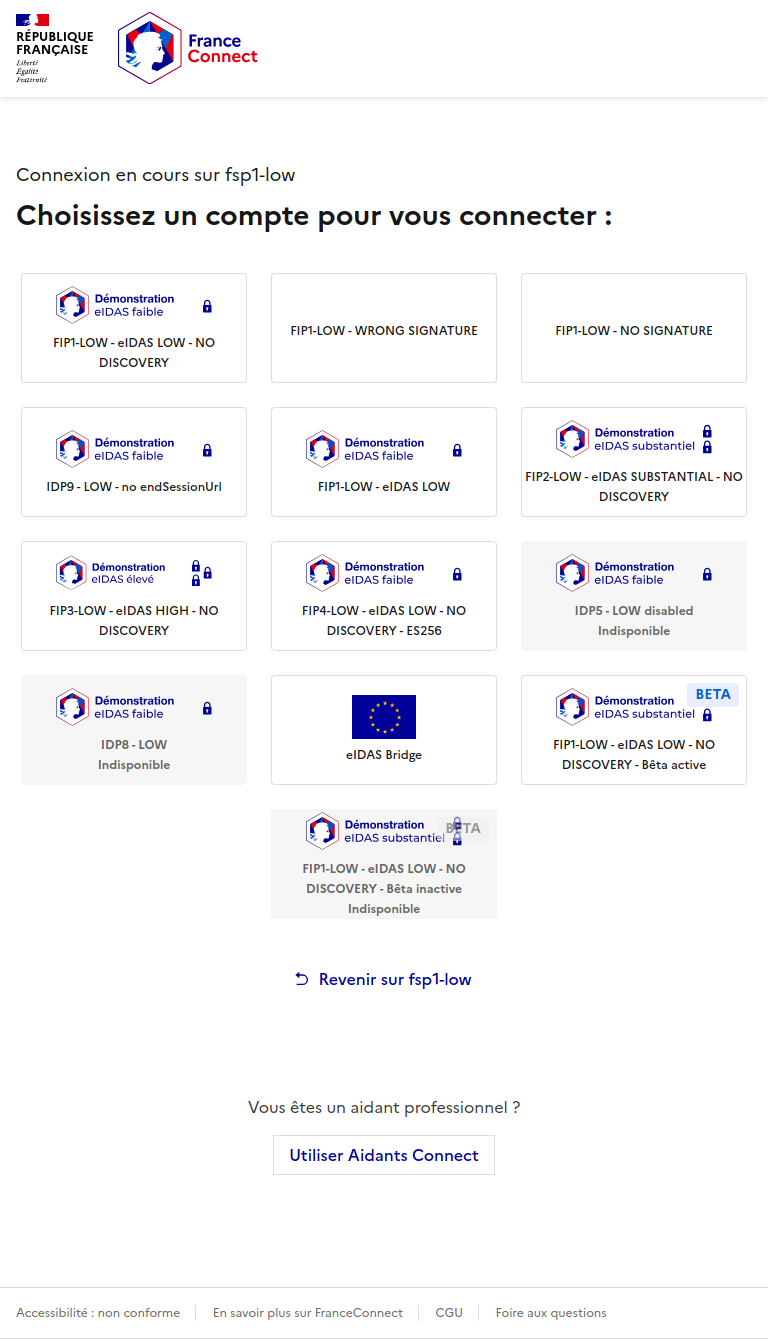 RÉPUBLIQUE
FRANÇAISE
Liberté
Égalité
Fraternité
France
Connect
Connexion en cours sur fsp1-low
Choisissez un compte pour vous connecter :
Démonstration
eIDAS faible
FIP1-LOW - eIDAS LOW - NO
DISCOVERY
FIP1-LOW - WRONG SIGNATURE
FIP1-LOW - NO SIGNATURE
Démonstration
eIDAS faible
IDP9 - LOW - no endSessionUrl
Démonstration
eIDAS faible
FIP1-LOW - eIDAS LOW
Démonstration
eIDAS substantiel
FIP2-LOW - eIDAS SUBSTANTIAL - NO
DISCOVERY
Démonstration
eIDAS élevé
FIP3-LOW - eIDAS HIGH - NO
DISCOVERY
Démonstration
eIDAS faible
FIP4-LOW - eIDAS LOW - NO
DISCOVERY - ES256
Démonstration
eIDAS faible
IDP5 - LOW disabled
Indisponible
Démonstration
eIDAS faible
IDP8 - LOW
Indisponible
eIDAS Bridge
BETA
Démonstration
eIDAS substantiel
FIP1-LOW - eIDAS LOW - NO
DISCOVERY - Bêta active
BETA
Démonstration
eIDAS substantiel
FIP1-LOW - eIDAS LOW - NO
DISCOVERY - Bêta inactive
Indisponible
Revenir sur fsp1-low
Vous êtes un aidant professionnel ?
Utiliser Aidants Connect
Accessibilité : non conforme
En savoir plus sur FranceConnect
CGU
Foire aux questions